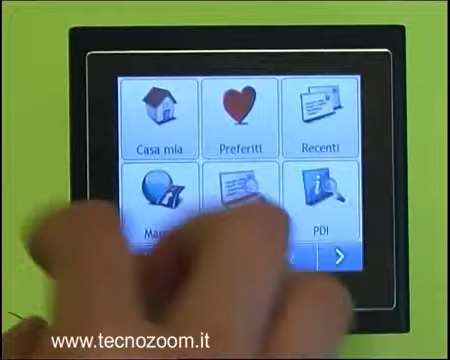 Casa mia
Preferiti
Recenti
PDI
www.tecnozoom.it